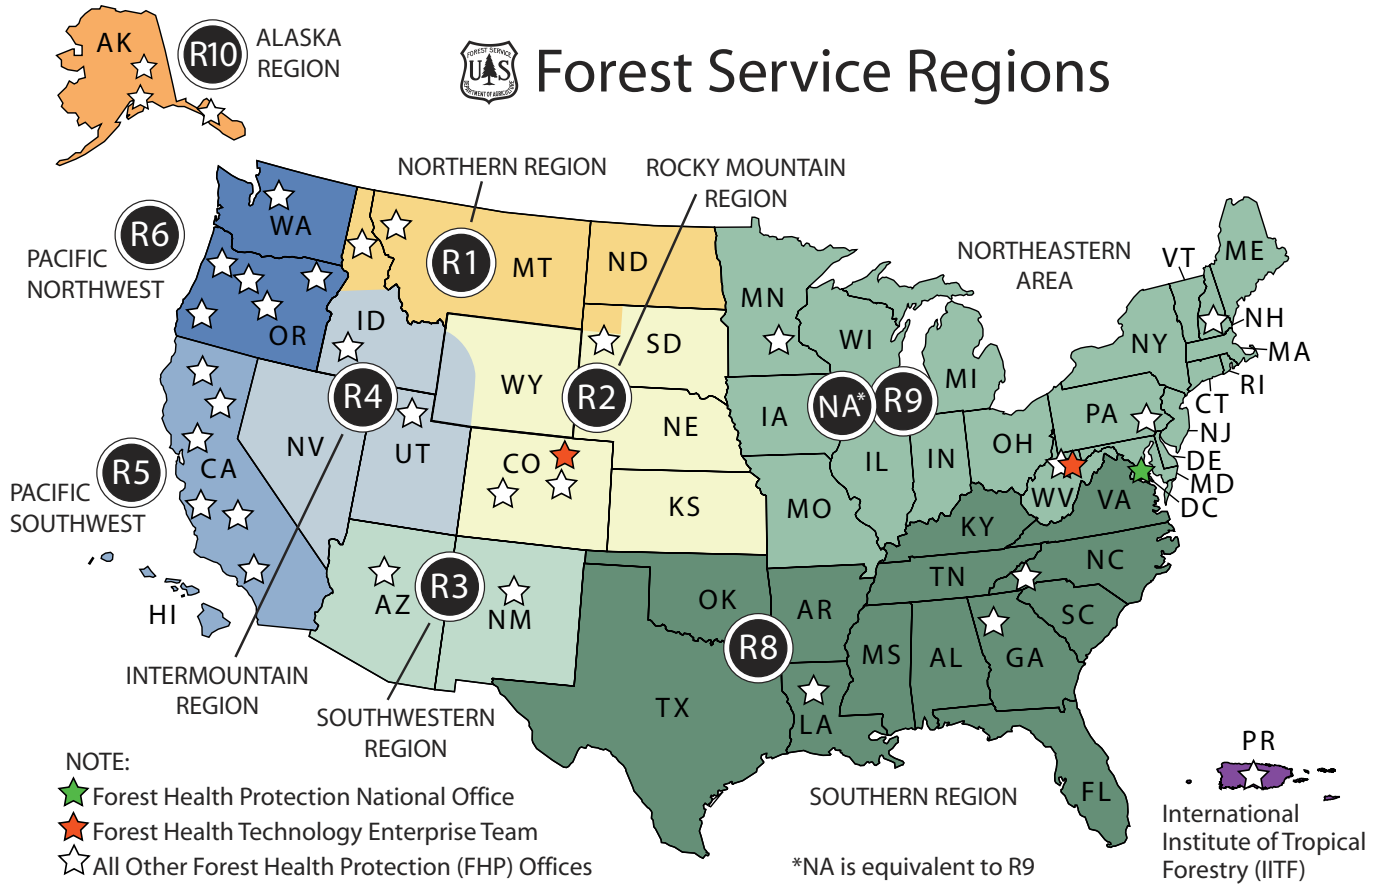 AK
R10
ALASKA
REGION
FOREST SERVICE
U S
DEPARTMENT OF AGRICULTURE
Forest Service Regions
NORTHERN REGION
ROCKY MOUNTAIN
REGION
R6
PACIFIC
NORTHWEST
WA
OR
R1
MT
ND
ID
SD
WY
R2
NE
KS
CO
R4
NV
UT
R5
PACIFIC
SOUTHWEST
CA
HI
AZ
R3
NM
INTERMOUNTAIN
REGION
SOUTHWESTERN
REGION
NORTHEASTERN
AREA
MN
WI
MI
IA
NA*
R9
IL
IN
OH
MO
VT
ME
NH
NY
MA
RI
CT
PA
NJ
DE
MD
DC
WV
VA
KY
NC
TN
SC
OK
AR
R8
MS
AL
GA
TX
LA
FL
SOUTHERN REGION
*NA is equivalent to R9
PR
International
Institute of Tropical
Forestry (IITF)
NOTE:
Forest Health Protection National Office
Forest Health Technology Enterprise Team
All Other Forest Health Protection (FHP) Offices